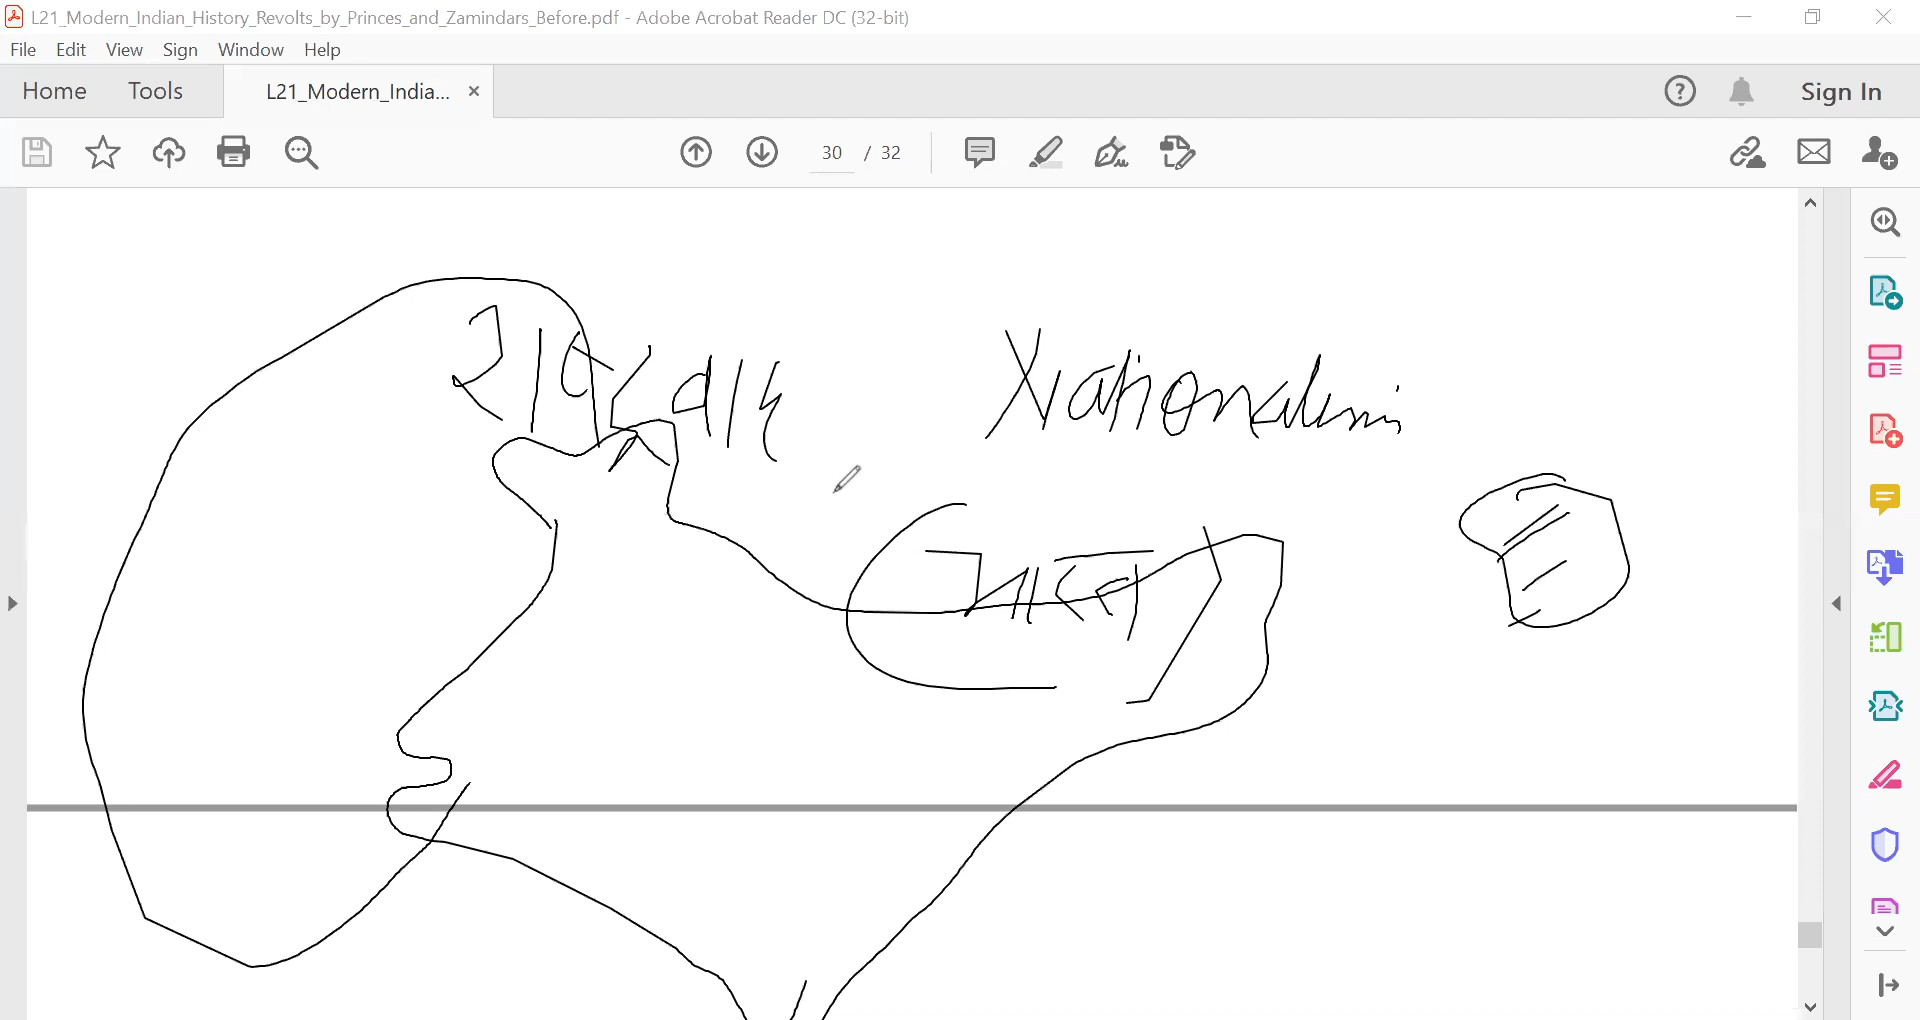 L21_Modern_Indian_History_Revolts_by_Princes_and_Zamindars_Before.pdf - Adobe Acrobat Reader DC (32-bit)
File Edit View Sign Window Help
Home Tools L21_Modern_India... × Sign In
30 / 32